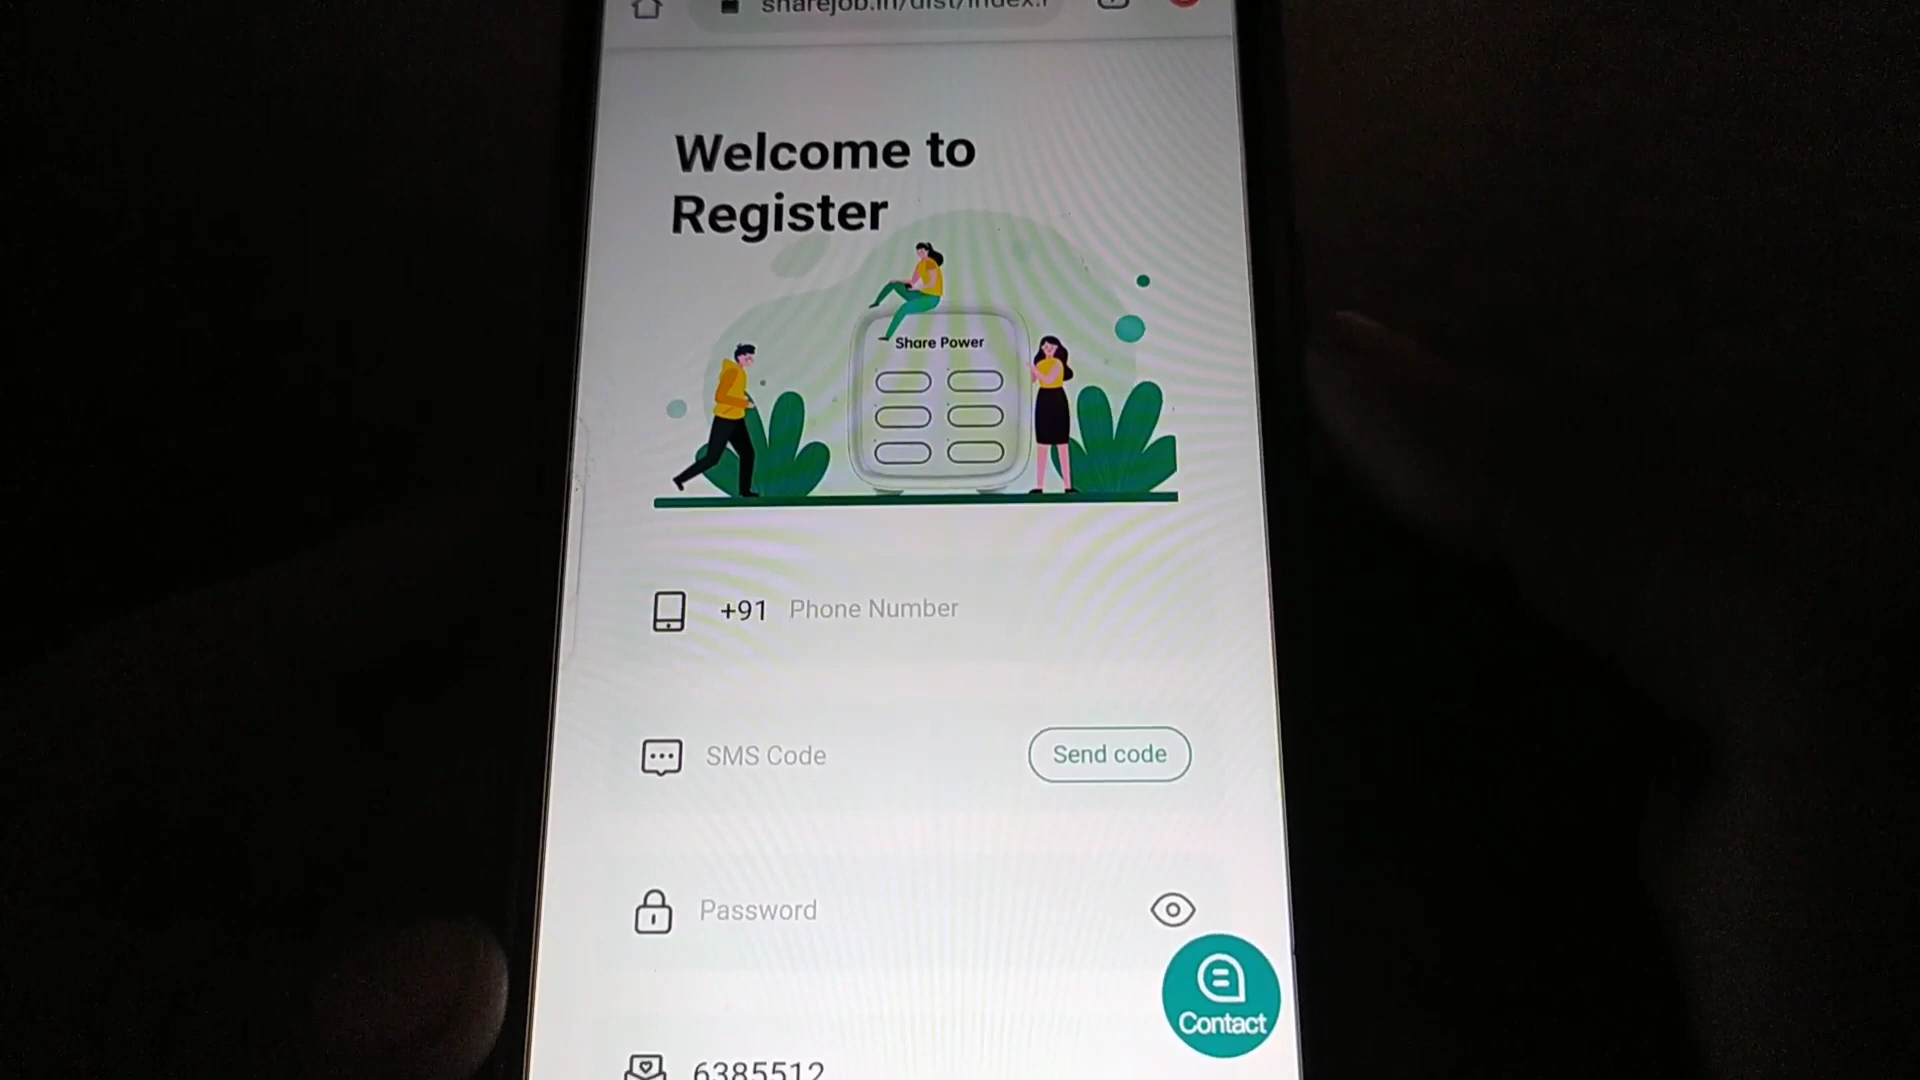 sharejob.in/dist/index.
Welcome to
Register
Share Power
+91 Phone Number
SMS Code
Send code
Password
Contact
6385512